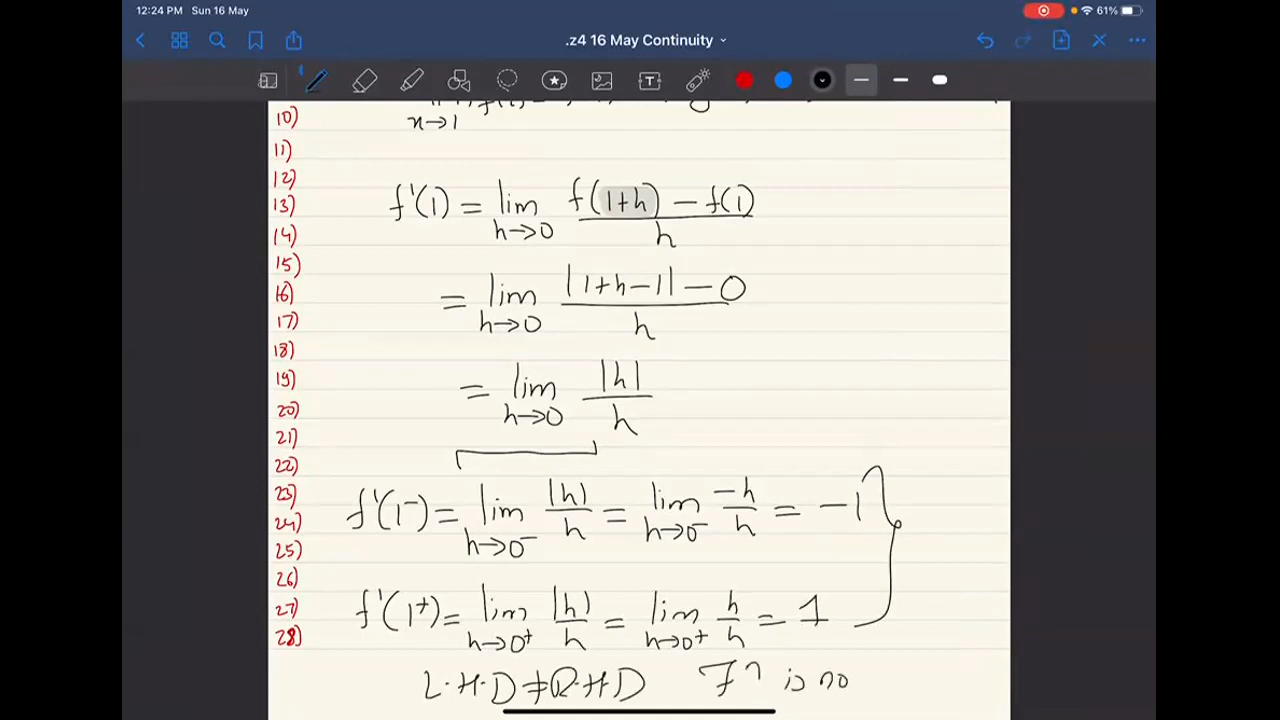 12:24 PM Sun 16 May
61%
.z4 16 May Continuity
10)
x→1
11)
12)
13) f'(1) = lim h→0 f(1+h) − f(1) / h
14)
15)
16) = lim h→0 |1+h−1| − 0 / h
17)
18)
19) = lim h→0 |h| / h
20)
21)
22)
23) f'(1⁻) = lim h→0⁻ |h| / h = lim h→0⁻ −h / h = −1
24)
25)
26)
27) f'(1⁺) = lim h→0⁺ |h| / h = lim h→0⁺ h / h = 1
28)
L.H.D ≠ R.H.D Fⁿ is no